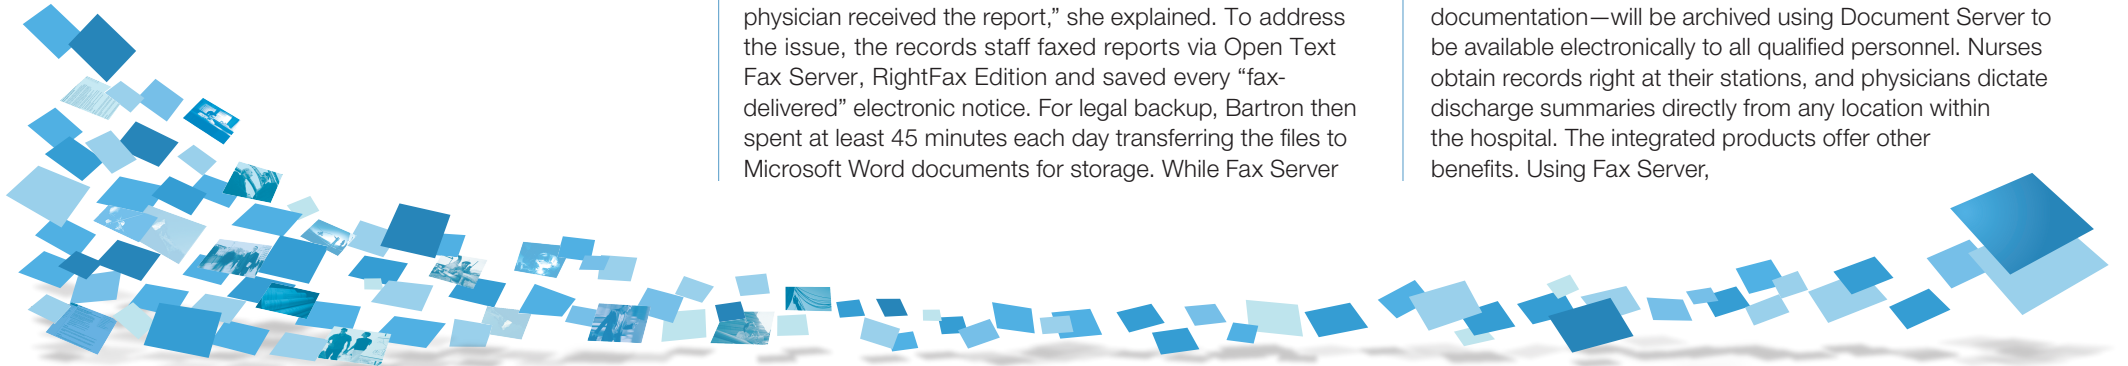 physician received the report,” she explained. To address
the issue, the records staff faxed reports via Open Text
Fax Server, RightFax Edition and saved every “fax-
delivered” electronic notice. For legal backup, Bartron then
spent at least 45 minutes each day transferring the files to
Microsoft Word documents for storage. While Fax Server
documentation—will be archived using Document Server to
be available electronically to all qualified personnel. Nurses
obtain records right at their stations, and physicians dictate
discharge summaries directly from any location within
the hospital. The integrated products offer other
benefits. Using Fax Server,